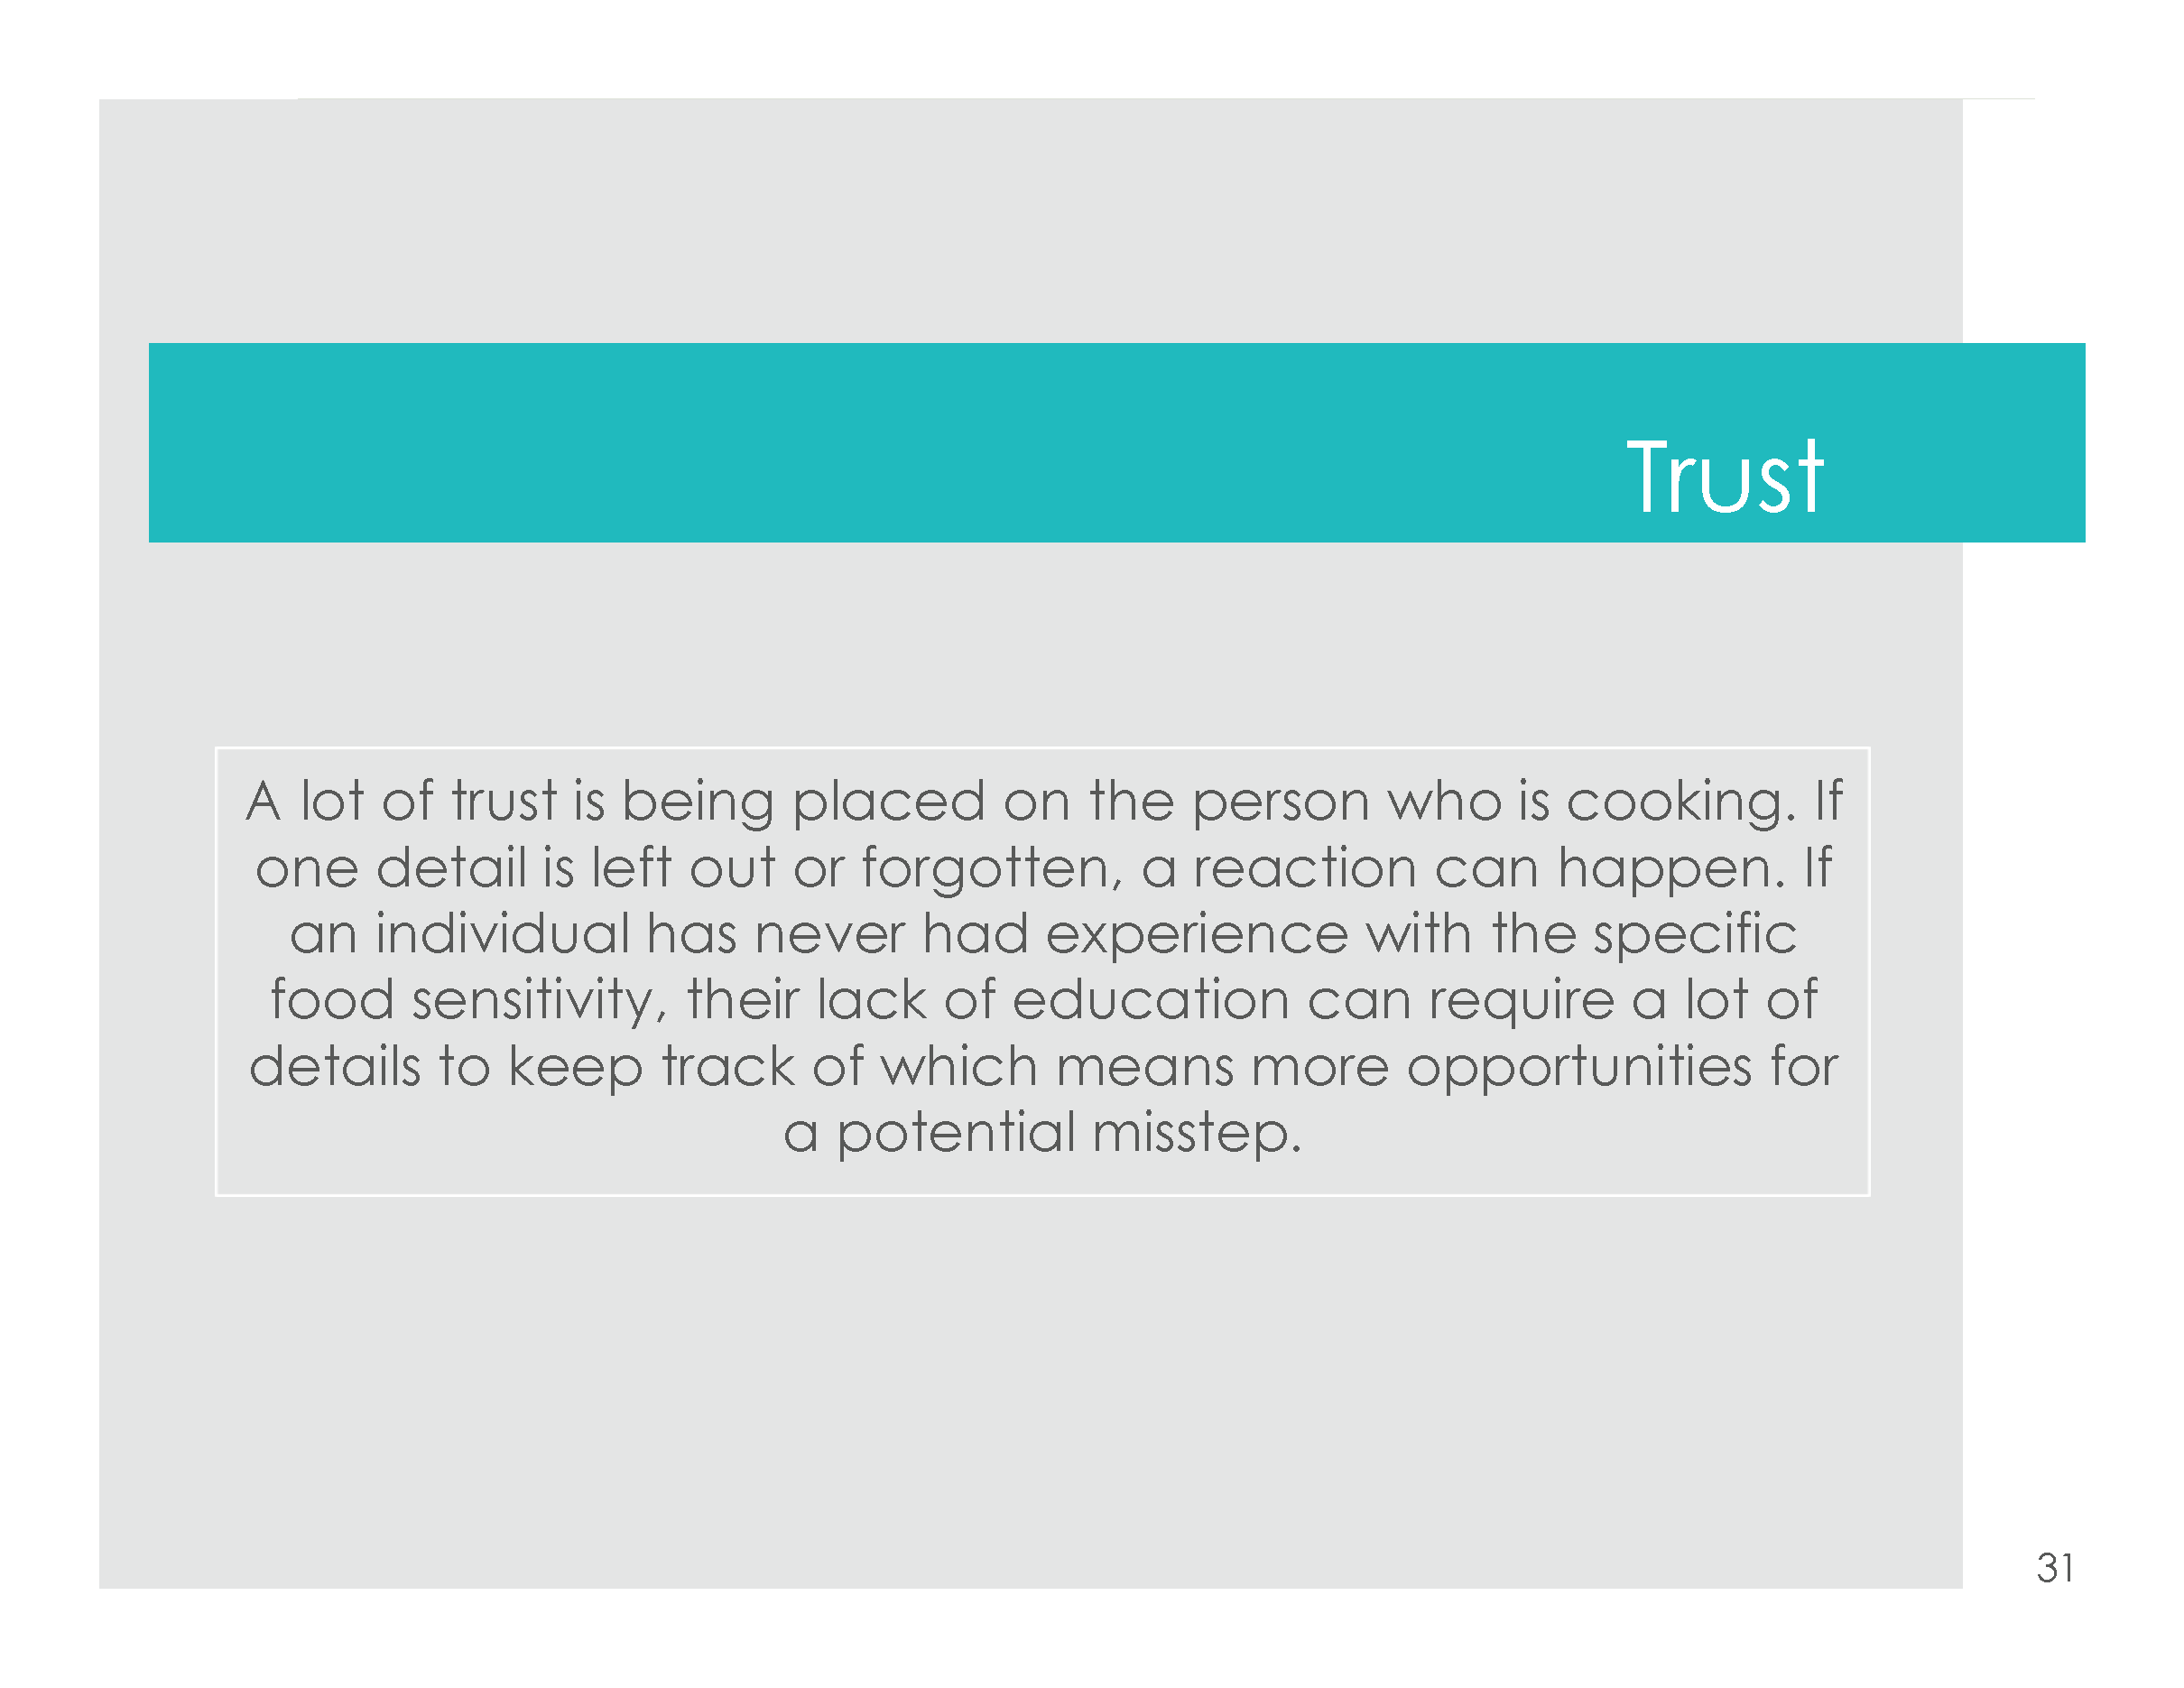 Trust
A lot of trust is being placed on the person who is cooking. If
one detail is left out or forgotten, a reaction can happen. If
an individual has never had experience with the specific
food sensitivity, their lack of education can require a lot of
details to keep track of which means more opportunities for
a potential misstep.
31